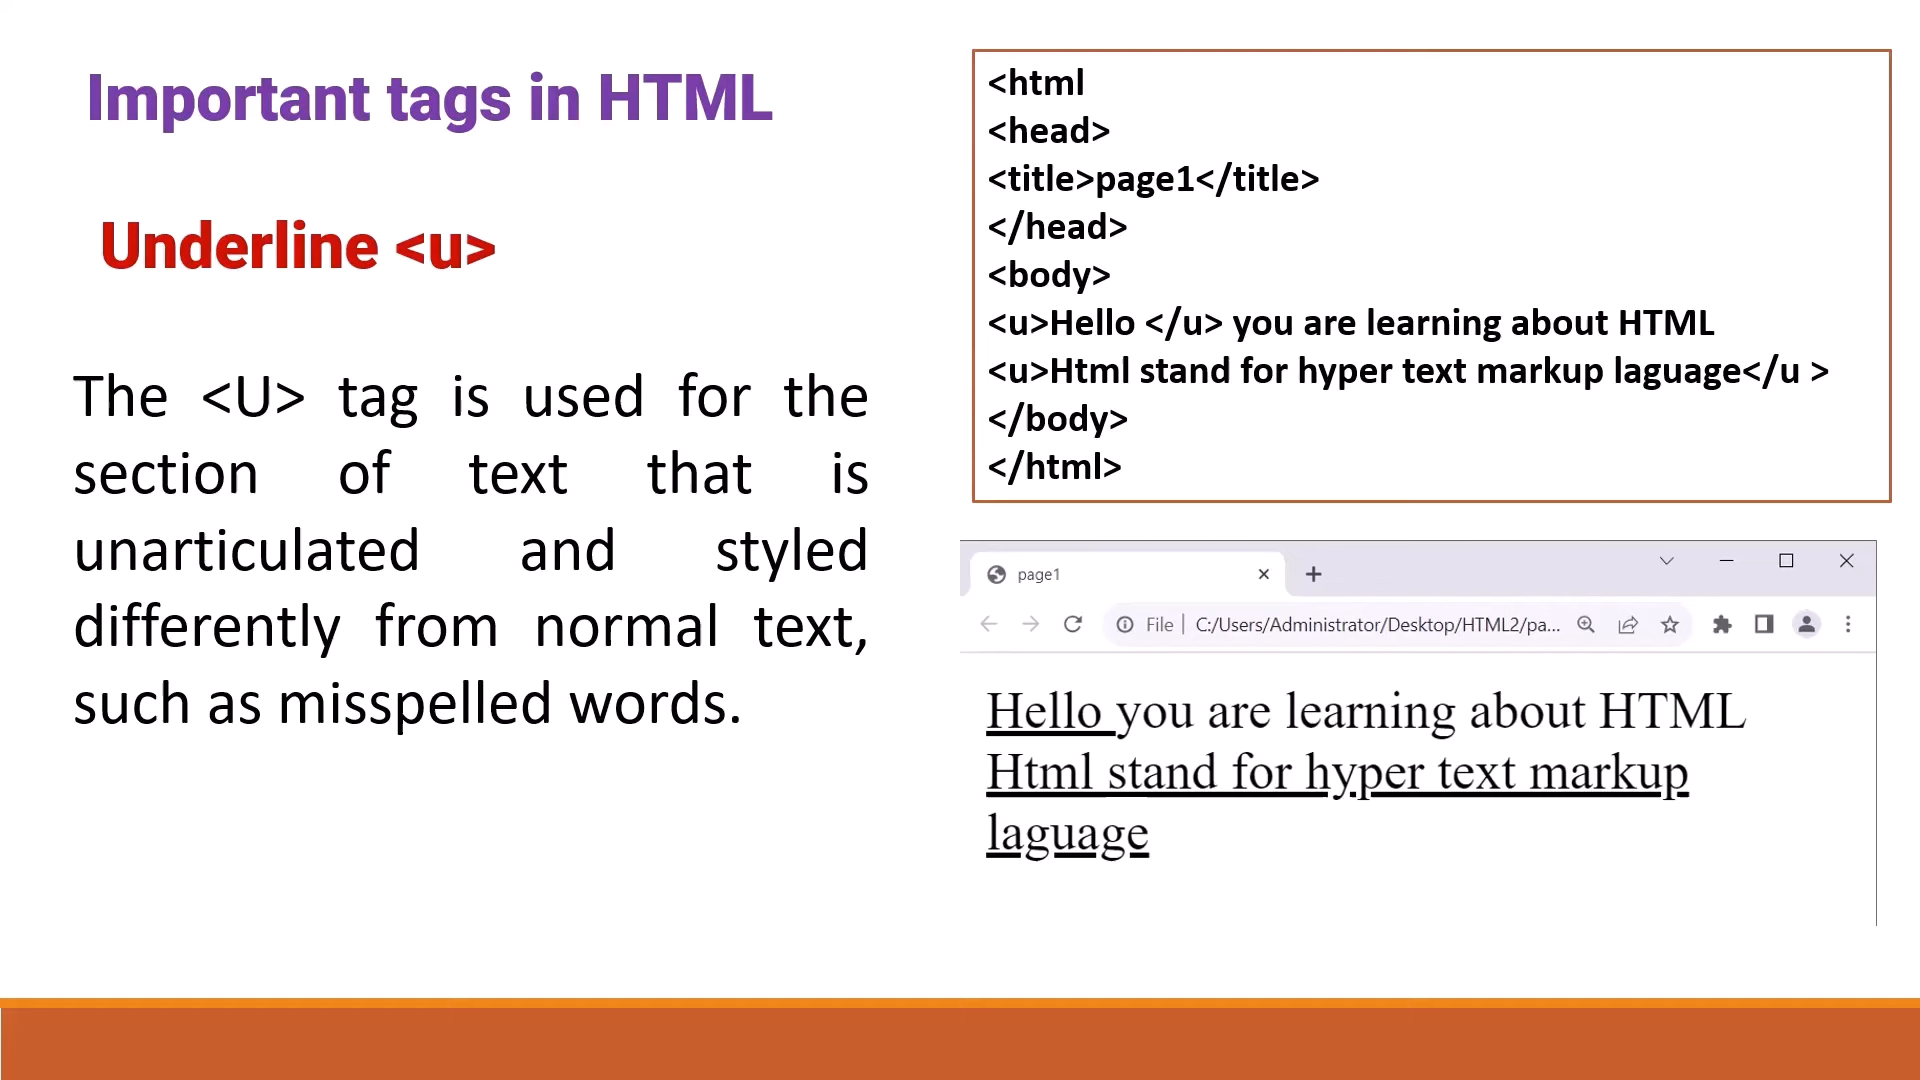 Important tags in HTML
Underline <u>
The <U> tag is used for the
section of text that is
unarticulated and styled
differently from normal text,
such as misspelled words.
<html
<head>
<title>page1</title>
</head>
<body>
<u>Hello </u> you are learning about HTML
<u>Html stand for hyper text markup laguage</u >
</body>
</html>
page1
File | C:/Users/Administrator/Desktop/HTML2/pa...
Hello you are learning about HTML
Html stand for hyper text markup
laguage